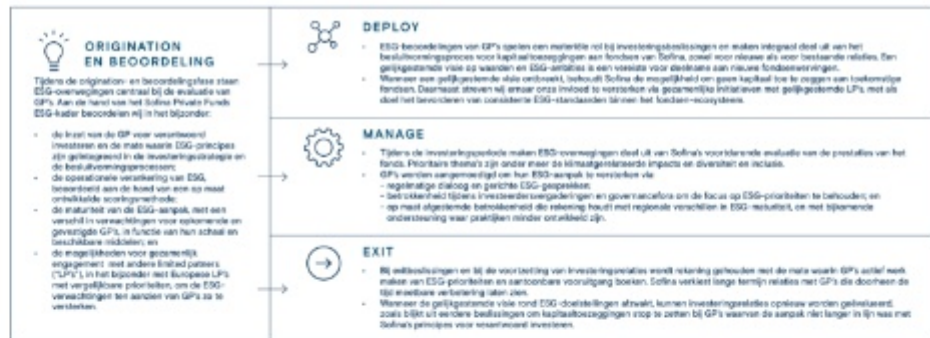 ORIGINATION
EN BEOORDELING
Tijdens de origination- en beoordelingsfase staan
ESG-overwegingen centraal bij de evaluatie van
GP's. Aan de hand van het Sofina Private Funds
ESG-kader beoordelen wij in het bijzonder:
- de inzet van de GP voor verantwoord
investeren en de mate waarin ESG-principes
zijn geïntegreerd in de investeringsstrategie en
de besluitvormingsprocessen;
- de operationele verankering van ESG,
beoordeeld aan de hand van een op maat
ontwikkelde scoringsmethode;
- de maturiteit van de ESG-aanpak, met een
verschil in verwachtingen voor opkomende en
gevestigde GP's, in functie van hun schaal en
beschikbare middelen; en
- de mogelijkheden voor gezamenlijk
engagement met andere limited partners
("LP's"), in het bijzonder met Europese LP's
met vergelijkbare prioriteiten, om de ESG-
verwachtingen ten aanzien van GP's te
versterken.
DEPLOY
- ESG-beoordelingen van GP's spelen een materiële rol bij investeringsbeslissingen en maken integraal deel uit van het
besluitvormingsproces voor kapitaaltoezeggingen aan fondsen van Sofina, zowel voor nieuwe als voor bestaande relaties. Een
gelijkgestemde visie op waarden en ESG-ambities is een vereiste voor deelname aan nieuwe fondsenwervingen.
- Wanneer een gelijkgestemde visie ontbreekt, behoudt Sofina de mogelijkheid om geen kapitaal toe te zeggen aan toekomstige
fondsen. Daarnaast streven wij ernaar onze invloed te versterken via gezamenlijke initiatieven met gelijkgestemde LP's, met als
doel het bevorderen van consistente ESG-standaarden binnen het fondsen-ecosysteem.
MANAGE
- Tijdens de investeringsperiode maken ESG-overwegingen deel uit van Sofina's voortdurende evaluatie van de prestaties van het
fonds. Prioritaire thema's zijn onder meer de klimaatgerelateerde impacts en diversiteit en inclusie.
- GP's worden aangemoedigd om hun ESG-aanpak te versterken via
- regelmatige dialoog en gerichte ESG-gesprekken;
- betrokkenheid tijdens investeerdersvergaderingen en governancefora om de focus op ESG-prioriteiten te behouden; en
- op maat afgestemde betrokkenheid die rekening houdt met regionale verschillen in ESG-maturiteit, en met bijkomende
ondersteuning waar praktijken minder ontwikkeld zijn.
EXIT
- Bij exitbeslissingen en bij de voortzetting van investeringsrelaties wordt rekening gehouden met de mate waarin GP's actief werk
maken van ESG-prioriteiten en aantoonbare vooruitgang boeken. Sofina verkiest lange termijn relaties met GP's die doorheen de
tijd meetbare verbetering laten zien.
- Wanneer de gelijkgestemde visie rond ESG-doelstellingen afzwakt, kunnen investeringsrelaties opnieuw worden geëvalueerd,
zoals blijkt uit eerdere beslissingen om kapitaaltoezeggingen stop te zetten bij GP's waarvan de aanpak niet langer in lijn was met
Sofina's principes voor verantwoord investeren.